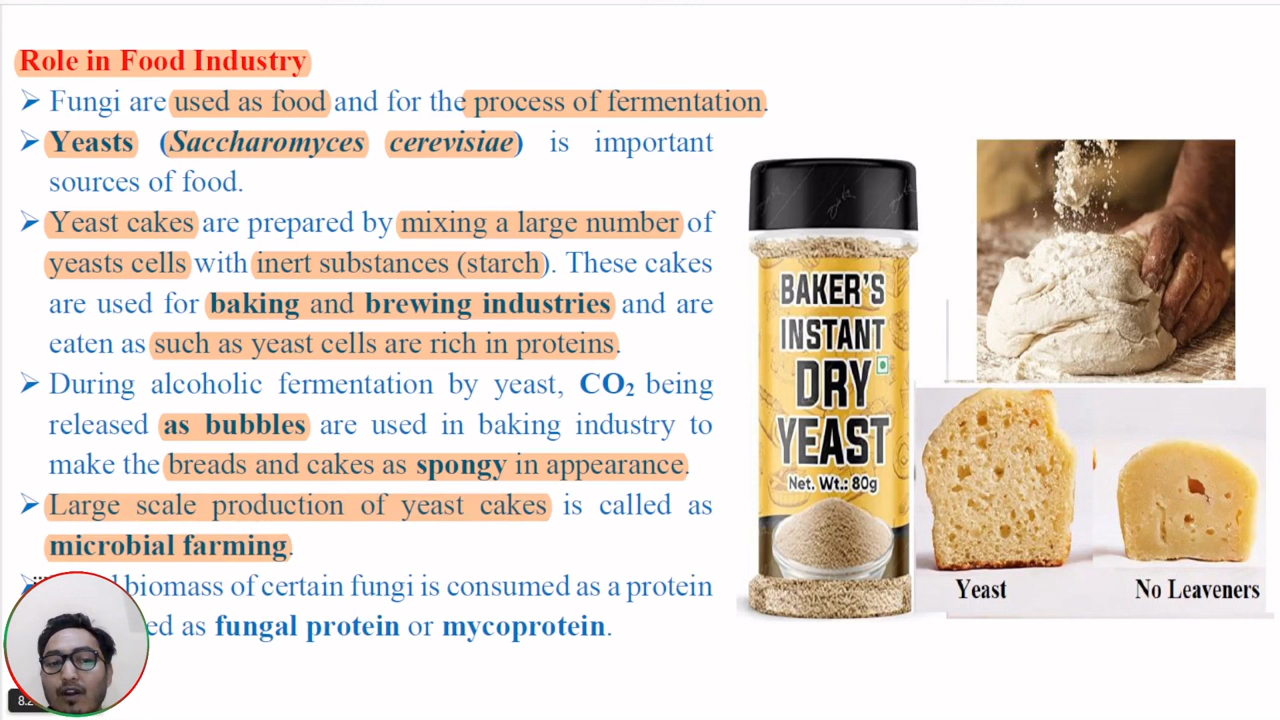 Role in Food Industry
➢ Fungi are used as food and for the process of fermentation.
➢ Yeasts (Saccharomyces cerevisiae) is important
sources of food.
➢ Yeast cakes are prepared by mixing a large number of
yeasts cells with inert substances (starch). These cakes
are used for baking and brewing industries and are
eaten as such as yeast cells are rich in proteins.
➢ During alcoholic fermentation by yeast, CO₂ being
released as bubbles are used in baking industry to
make the breads and cakes as spongy in appearance.
➢ Large scale production of yeast cakes is called as
microbial farming.
biomass of certain fungi is consumed as a protein
as fungal protein or mycoprotein.
BAKER'S
INSTANT
DRY
YEAST
Net. Wt.: 80g
Yeast
No Leaveners